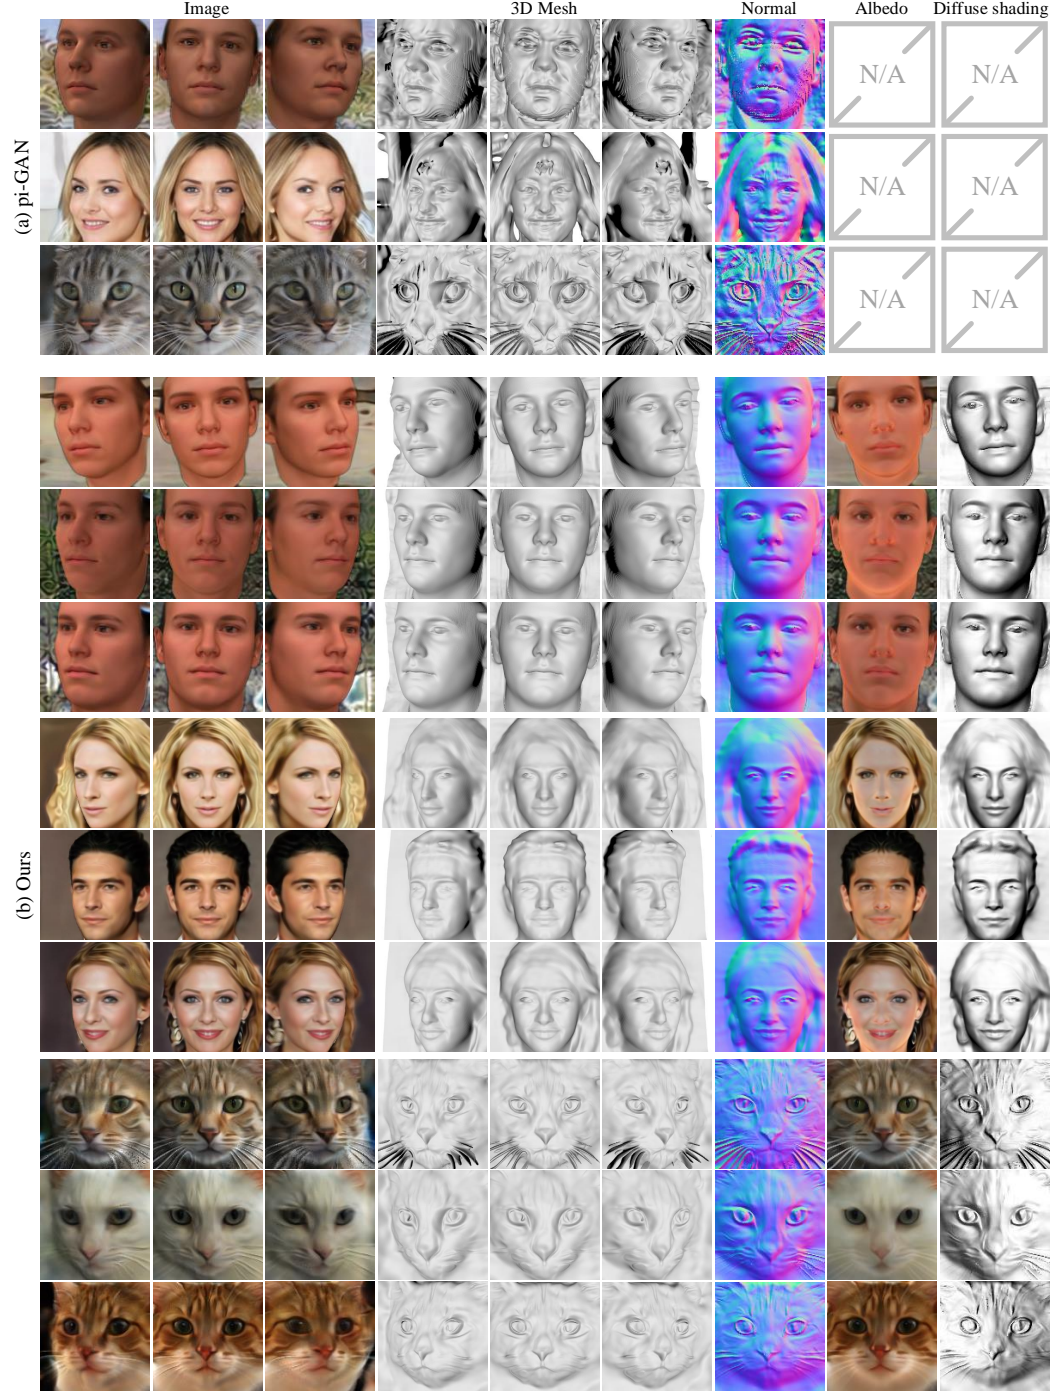 Image 3D Mesh Normal Albedo Diffuse shading
(a) pi-GAN
N/A N/A
N/A N/A
N/A N/A
(b) Ours